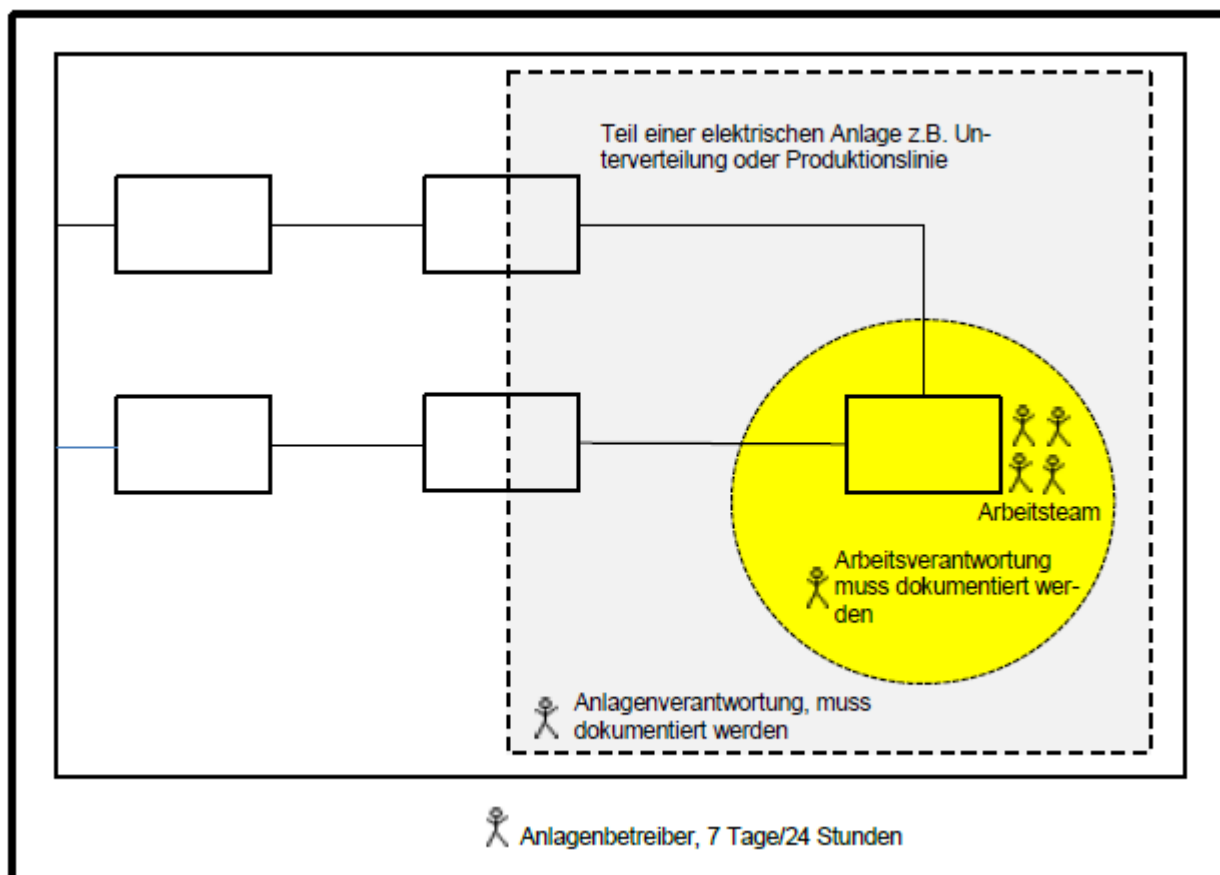 Teil einer elektrischen Anlage z.B. Un-
terverteilung oder Produktionslinie
Arbeitsteam
Arbeitsverantwortung
muss dokumentiert wer-
den
Anlagenverantwortung, muss
dokumentiert werden
Anlagenbetreiber, 7 Tage/24 Stunden